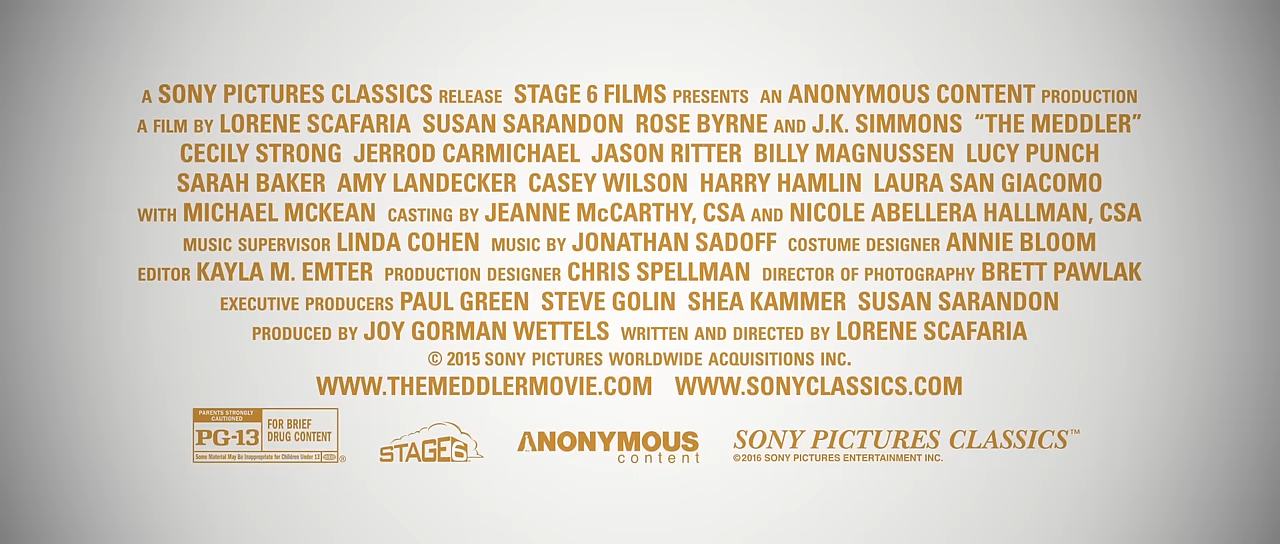 A SONY PICTURES CLASSICS RELEASE STAGE 6 FILMS PRESENTS AN ANONYMOUS CONTENT PRODUCTION
A FILM BY LORENE SCAFARIA SUSAN SARANDON ROSE BYRNE AND J.K. SIMMONS “THE MEDDLER”
CECILY STRONG JERROD CARMICHAEL JASON RITTER BILLY MAGNUSSEN LUCY PUNCH
SARAH BAKER AMY LANDECKER CASEY WILSON HARRY HAMLIN LAURA SAN GIACOMO
WITH MICHAEL MCKEAN CASTING BY JEANNE McCARTHY, CSA AND NICOLE ABELLERA HALLMAN, CSA
MUSIC SUPERVISOR LINDA COHEN MUSIC BY JONATHAN SADOFF COSTUME DESIGNER ANNIE BLOOM
EDITOR KAYLA M. EMTER PRODUCTION DESIGNER CHRIS SPELLMAN DIRECTOR OF PHOTOGRAPHY BRETT PAWLAK
EXECUTIVE PRODUCERS PAUL GREEN STEVE GOLIN SHEA KAMMER SUSAN SARANDON
PRODUCED BY JOY GORMAN WETTELS WRITTEN AND DIRECTED BY LORENE SCAFARIA
© 2015 SONY PICTURES WORLDWIDE ACQUISITIONS INC.
WWW.THEMEDDLERMOVIE.COM WWW.SONYCLASSICS.COM
PARENTS STRONGLY CAUTIONED
PG-13
FOR BRIEF
DRUG CONTENT
Some Material May Be Inappropriate for Children Under 13
®
STAGE 6
ANONYMOUS
content
SONY PICTURES CLASSICS™
©2016 SONY PICTURES ENTERTAINMENT INC.